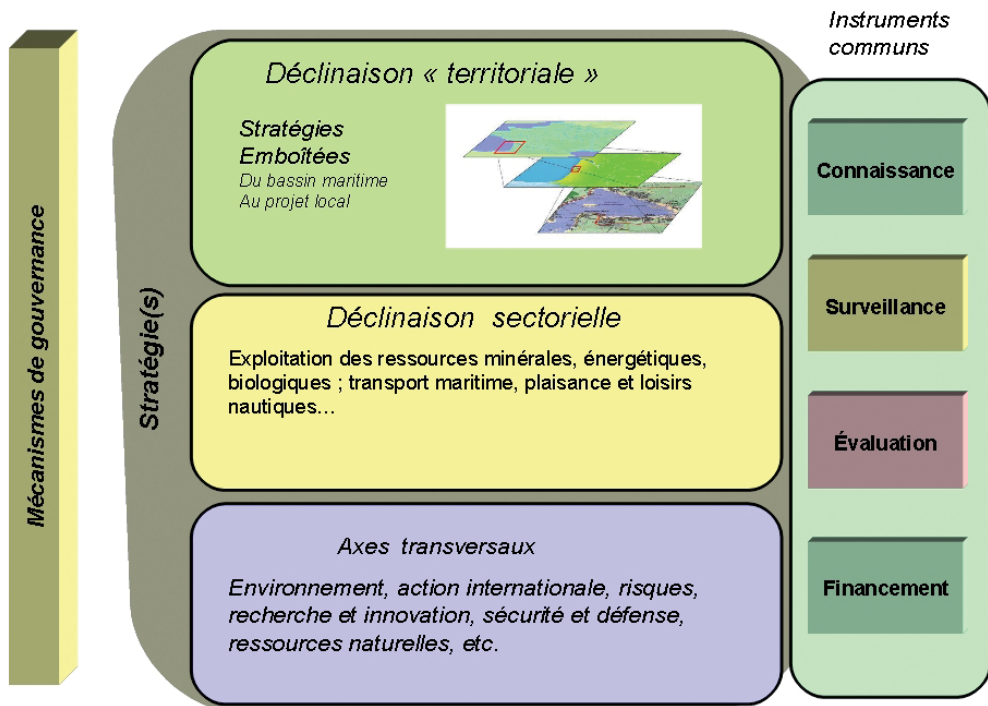 Mécanismes de gouvernance
Stratégie(s)
Déclinaison « territoriale »
Stratégies
Emboîtées
Du bassin maritime
Au projet local
Déclinaison sectorielle
Exploitation des ressources minérales, énergétiques,
biologiques ; transport maritime, plaisance et loisirs
nautiques…
Axes transversaux
Environnement, action internationale, risques,
recherche et innovation, sécurité et défense,
ressources naturelles, etc.
Instruments
communs
Connaissance
Surveillance
Évaluation
Financement